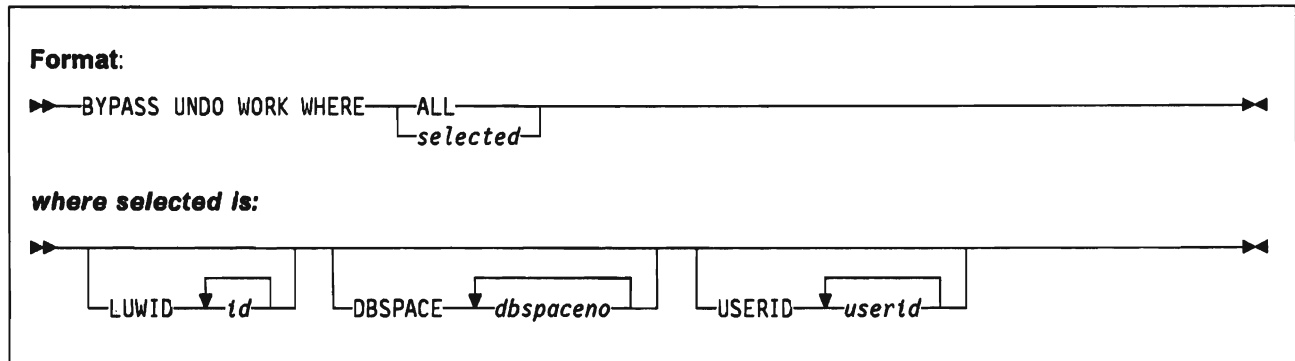 Format:
BYPASS UNDO WORK WHERE ALL
selected
where selected is:
LUWID id DBSPACE dbspaceno USERID userid